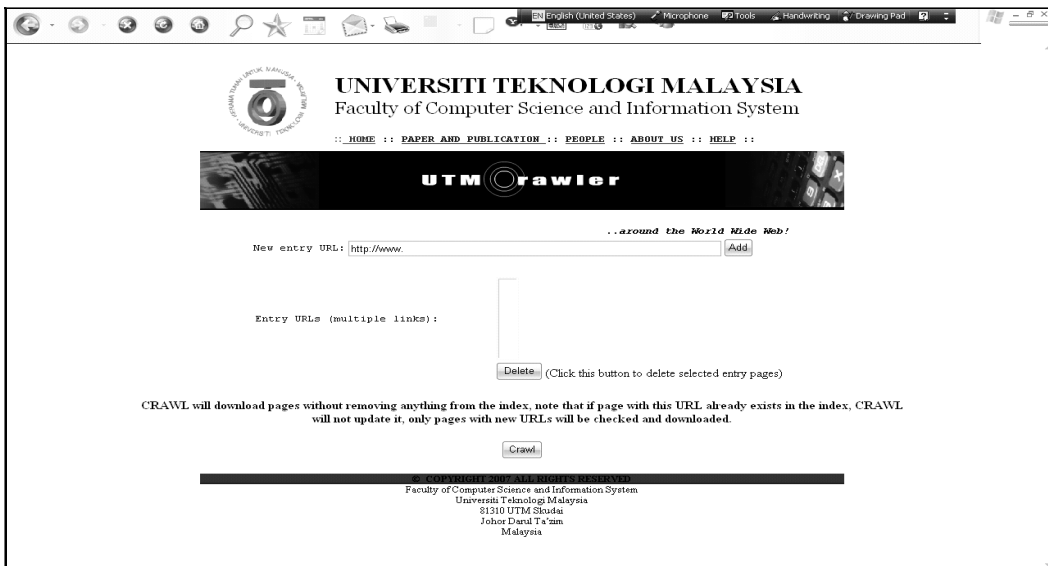 EN English (United States) Microphone Tools Handwriting Drawing Pad
UNIVERSITI TEKNOLOGI MALAYSIA
Faculty of Computer Science and Information System
:: HOME :: PAPER AND PUBLICATION :: PEOPLE :: ABOUT US :: HELP ::
UTM Crawler
..around the World Wide Web!
New entry URL: http://www. Add
Entry URLs (multiple links):
Delete (Click this button to delete selected entry pages)
CRAWL will download pages without removing anything from the index, note that if page with this URL already exists in the index, CRAWL
will not update it, only pages with new URLs will be checked and downloaded.
Crawl
© COPYRIGHT 2007 ALL RIGHTS RESERVED
Faculty of Computer Science and Information System
Universiti Teknologi Malaysia
81310 UTM Skudai
Johor Darul Ta'zim
Malaysia